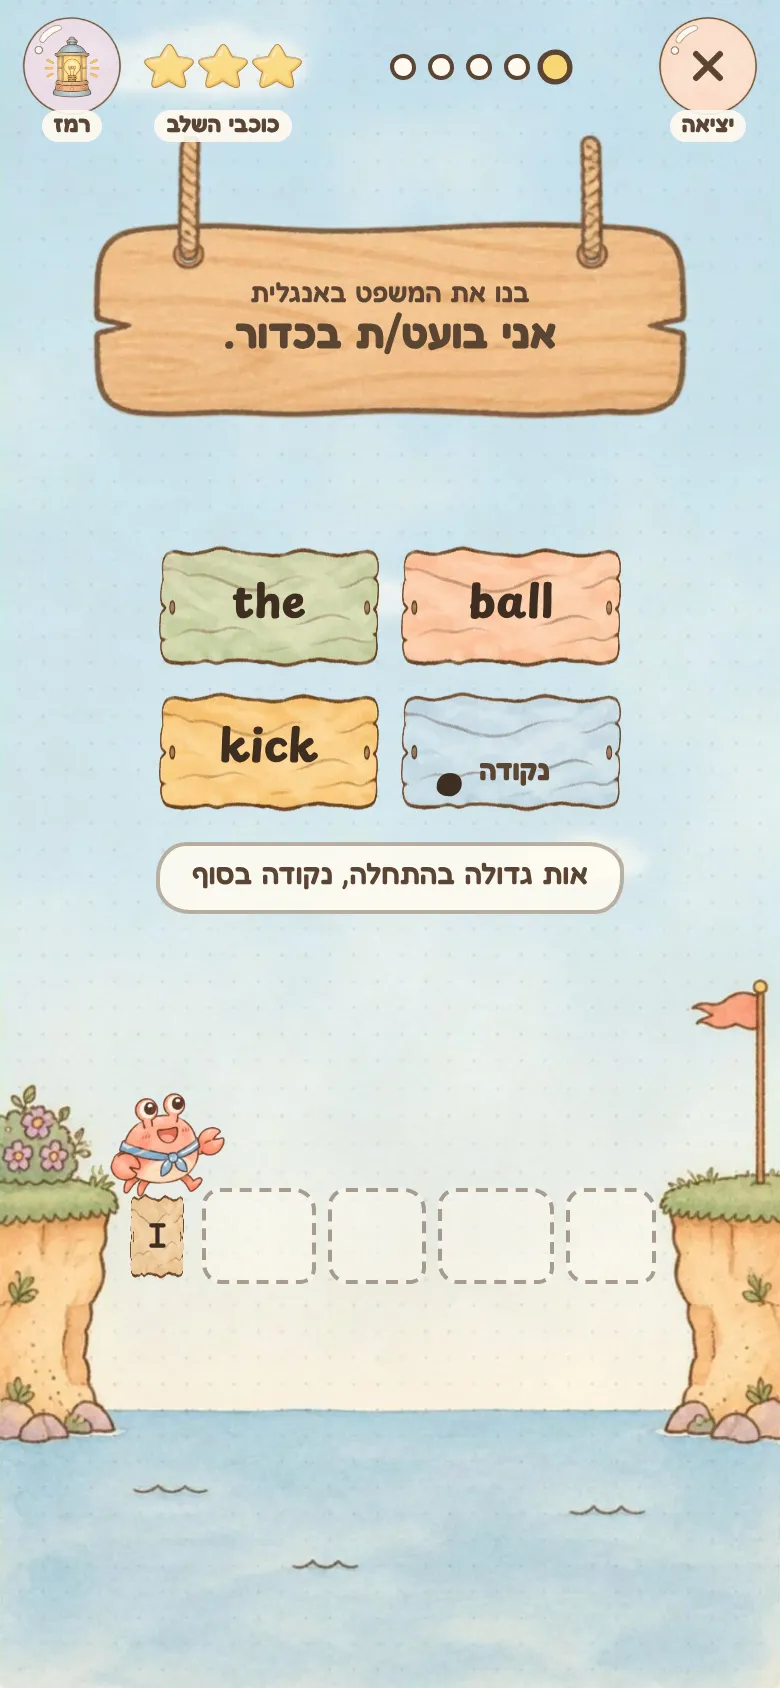 רמז
כוכבי השלב
יציאה
בנו את המשפט באנגלית
אני בועט/ת בכדור.
the
ball
kick
נקודה
אות גדולה בהתחלה, נקודה בסוף
I